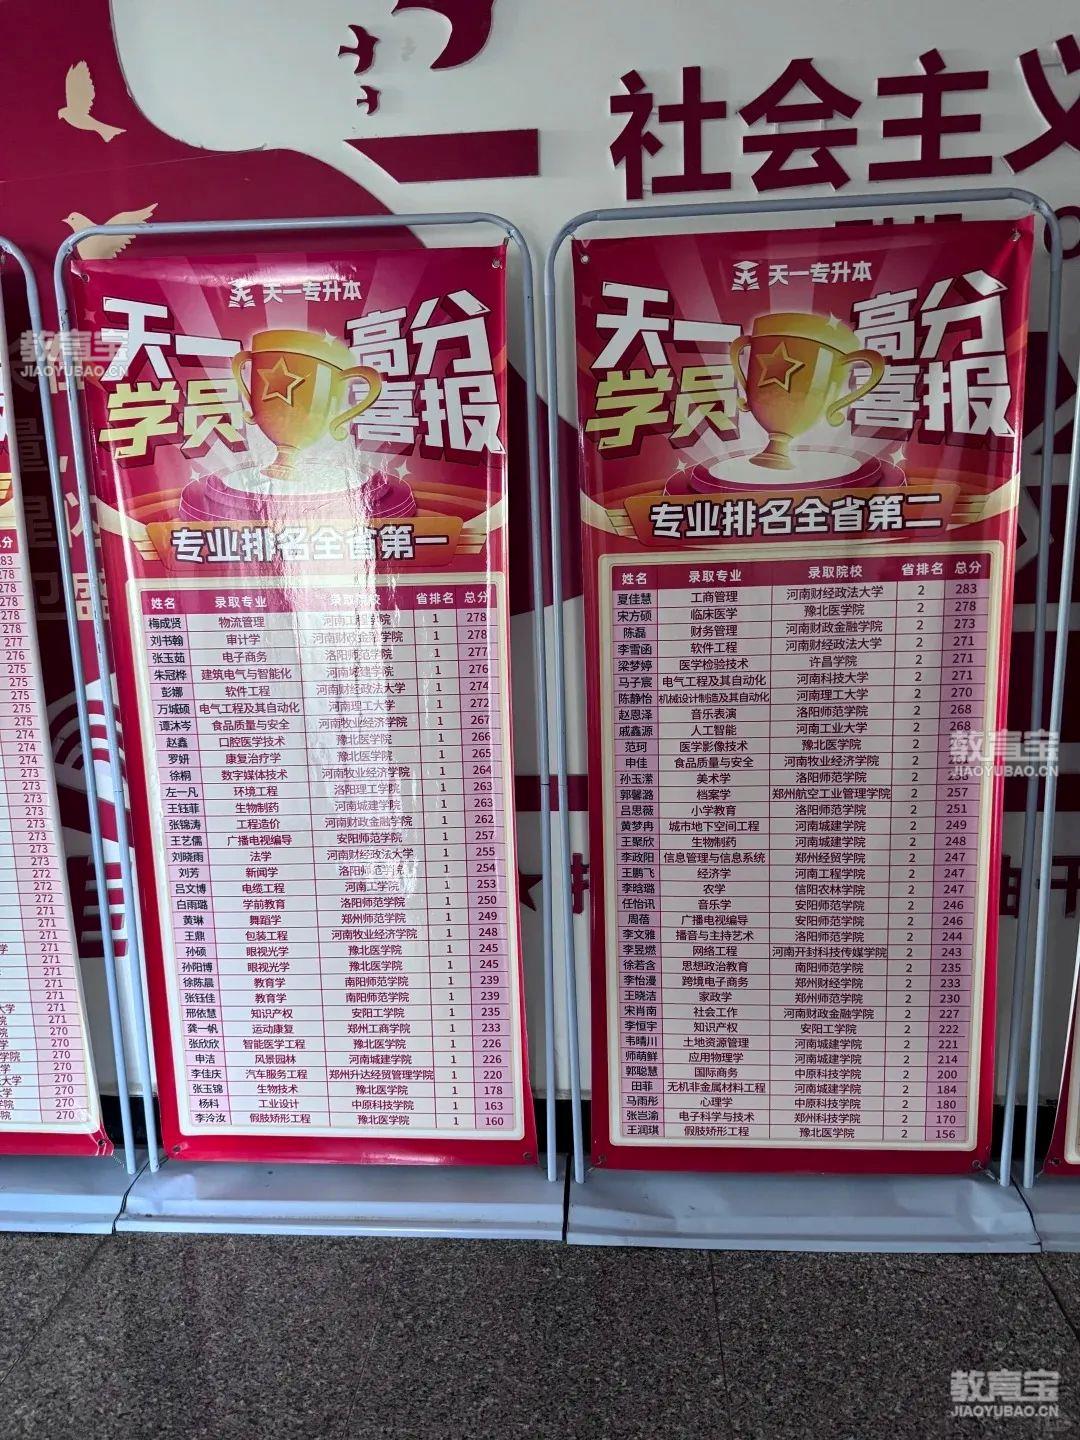 社会主义
教育宝
JIAOYUBAO.CN
天一专升本
天一学员
高分喜报
专业排名全省第一
姓名 录取专业 录取院校 省排名 总分
梅成贤 物流管理 河南工程学院 1 278
刘书翰 审计学 河南财政金融学院 1 278
张玉茹 电子商务 洛阳师范学院 1 277
朱冠桦 建筑电气与智能化 河南城建学院 1 276
彭娜 软件工程 河南财经政法大学 1 274
万城硕 电气工程及其自动化 河南理工大学 1 272
谭沐岑 食品质量与安全 河南牧业经济学院 1 267
赵鑫 口腔医学技术 豫北医学院 1 266
罗妍 康复治疗学 豫北医学院 1 265
徐桐 数字媒体技术 河南牧业经济学院 1 264
左一凡 环境工程 洛阳理工学院 1 263
王钰菲 生物制药 河南城建学院 1 263
张锦涛 工程造价 河南财政金融学院 1 262
王艺儒 广播电视编导 安阳师范学院 1 257
刘晓雨 法学 河南财经政法大学 1 255
刘芳 新闻学 洛阳师范学院 1 254
吕文博 电缆工程 河南工学院 1 253
白雨璐 学前教育 洛阳师范学院 1 250
黄琳 舞蹈学 郑州师范学院 1 249
王鼎 包装工程 河南牧业经济学院 1 248
孙硕 眼视光学 豫北医学院 1 245
孙阳博 眼视光学 豫北医学院 1 245
徐陈晨 教育学 南阳师范学院 1 239
张钰佳 教育学 南阳师范学院 1 239
邢依慧 知识产权 安阳工学院 1 235
龚一帆 运动康复 郑州工商学院 1 233
张欣欣 智能医学工程 豫北医学院 1 226
申洁 风景园林 河南城建学院 1 226
李佳庆 汽车服务工程 郑州升达经贸管理学院 1 220
张玉锦 生物技术 豫北医学院 1 178
杨科 工业设计 中原科技学院 1 163
李泠汝 假肢矫形工程 豫北医学院 1 160
天一专升本
天一学员
高分喜报
专业排名全省第二
姓名 录取专业 录取院校 省排名 总分
夏佳慧 工商管理 河南财经政法大学 2 283
宋方硕 临床医学 豫北医学院 2 278
陈磊 财务管理 河南财政金融学院 2 273
李雪函 软件工程 河南财经政法大学 2 271
梁梦婷 医学检验技术 许昌学院 2 271
马子宸 电气工程及其自动化 河南科技大学 2 271
陈静怡 机械设计制造及其自动化 河南理工大学 2 270
赵恩泽 音乐表演 洛阳师范学院 2 268
戚鑫源 人工智能 河南工业大学 2 268
范珂 医学影像技术 豫北医学院 2
申佳 食品质量与安全 河南牧业经济学院 2
孙玉潆 美术学 洛阳师范学院 2
郭馨潞 档案学 郑州航空工业管理学院 2 257
吕思薇 小学教育 洛阳师范学院 2 251
黄梦冉 城市地下空间工程 河南城建学院 2 249
王聚欣 生物制药 河南城建学院 2 248
李政阳 信息管理与信息系统 郑州经贸学院 2 247
王鹏飞 经济学 河南工程学院 2 247
李晗璐 农学 信阳农林学院 2 247
任怡讯 音乐学 安阳师范学院 2 246
周蓓 广播电视编导 安阳师范学院 2 246
李文雅 播音与主持艺术 洛阳师范学院 2 244
李昱燃 网络工程 河南开封科技传媒学院 2 243
徐若含 思想政治教育 南阳师范学院 2 235
李怡漫 跨境电子商务 郑州财经学院 2 233
王晓洁 家政学 郑州师范学院 2 230
宋肖南 社会工作 河南财政金融学院 2 227
李恒宇 知识产权 安阳工学院 2 222
韦晴川 土地资源管理 河南城建学院 2 221
师萌鲜 应用物理学 河南城建学院 2 214
郭聪慧 国际商务 中原科技学院 2 200
田菲 无机非金属材料工程 河南城建学院 2 184
马雨彤 心理学 中原科技学院 2 180
张岂渝 电子科学与技术 郑州科技学院 2 170
王润琪 假肢矫形工程 豫北医学院 2 156
教育宝
JIAOYUBAO.CN
教育宝
JIAOYUBAO.CN